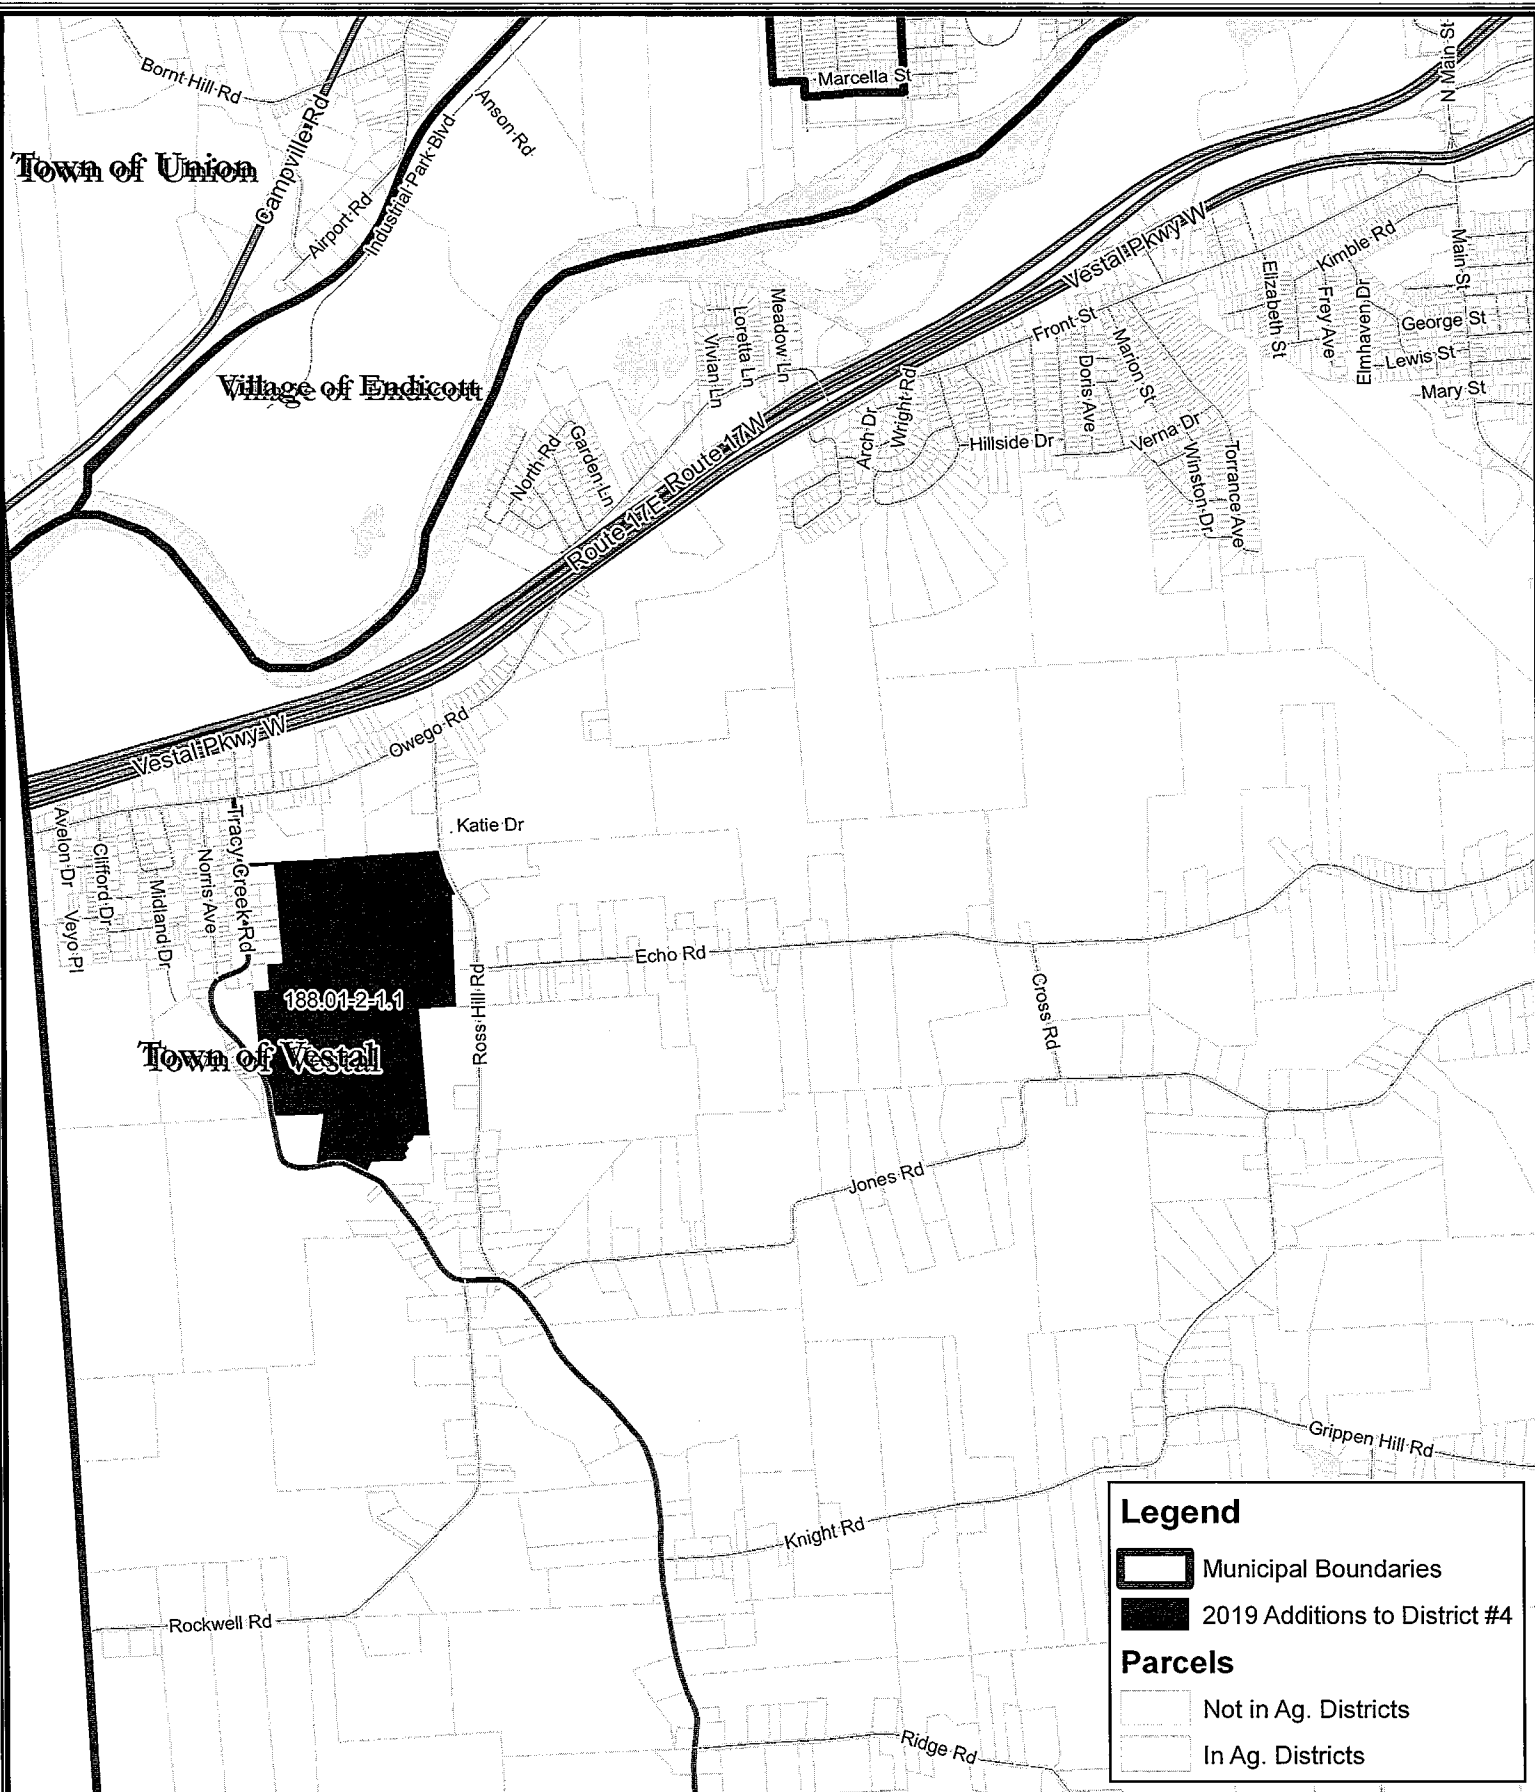 Marcella St
N Main St
Bornt Hill Rd
Campville Rd
Anson Rd
Industrial Park Blvd
Town of Union
Airport Rd
Vestal Pkwy W
Kimble Rd
Main St
Elizabeth St
Frey Ave
Elmhaven Dr
George St
Lewis St
Mary St
Meadow Ln
Loretta Ln
Vivian Ln
Front St
Marion St
Doris Ave
Village of Endicott
Wright Rd
Arch Dr
Hillside Dr
Verna Dr
Winston Dr
Torrance Ave
North Rd
Garden Ln
Route 17W
Route 17E
Vestal Pkwy W
Owego Rd
Katie Dr
Avelon Dr
Clifford Dr
Veyo Pl
Midland Dr
Norris Ave
Tracy Creek Rd
Echo Rd
Ross Hill Rd
Cross Rd
188.01-2-1.1
Town of Vestal
Jones Rd
Grippen Hill Rd
Knight Rd
Rockwell Rd
Ridge Rd
Legend
Municipal Boundaries
2019 Additions to District #4
Parcels
Not in Ag. Districts
In Ag. Districts